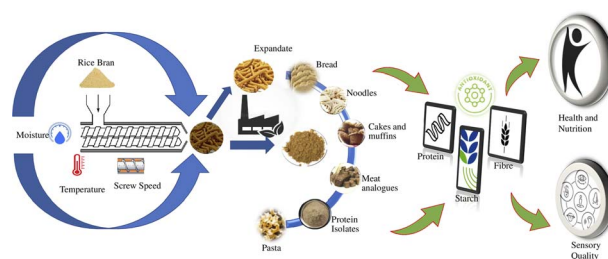 Rice Bran
Moisture
Temperature
Screw Speed
Expandate
Bread
Noodles
Cakes and
muffins
Meat
analogues
Protein
Isolates
Pasta
ANTIOXIDANT
Protein
Starch
Fibre
Health and
Nutrition
Sensory
Quality